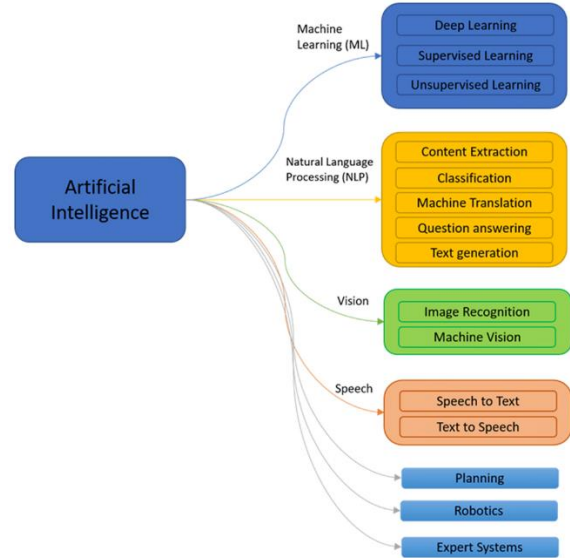 Artificial
Intelligence
Machine
Learning (ML)
Deep Learning
Supervised Learning
Unsupervised Learning
Natural Language
Processing (NLP)
Content Extraction
Classification
Machine Translation
Question answering
Text generation
Vision
Image Recognition
Machine Vision
Speech
Speech to Text
Text to Speech
Planning
Robotics
Expert Systems